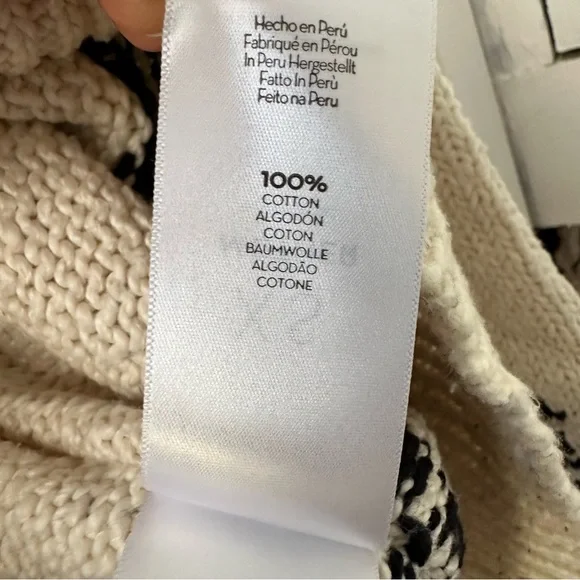 Hecho en Perú
Fabriqué en Pérou
In Peru Hergestellt
Fatto In Perù
Feito na Peru
100%
COTTON
ALGODÓN
COTON
BAUMWOLLE
ALGODÃO
COTONE